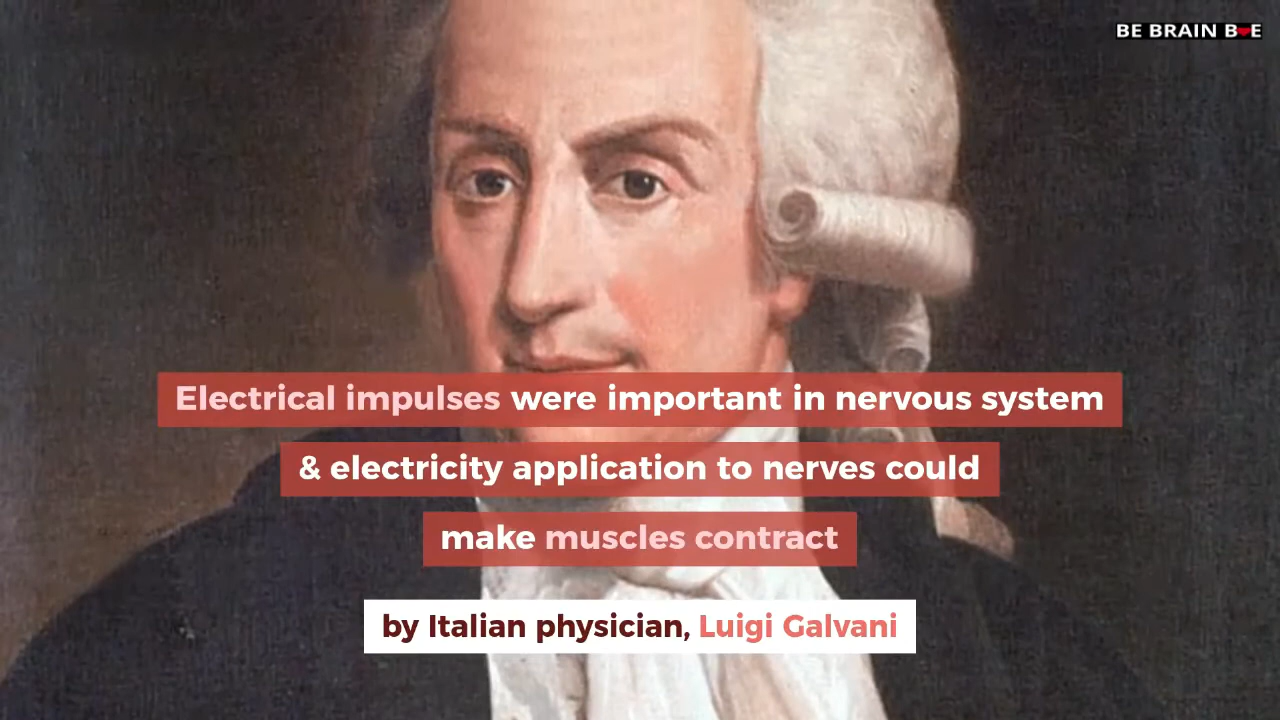 BE BRAIN B E
Electrical impulses were important in nervous system
& electricity application to nerves could
make muscles contract
by Italian physician, Luigi Galvani